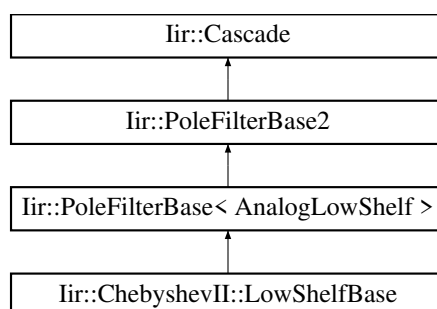 Iir::Cascade
Iir::PoleFilterBase2
Iir::PoleFilterBase< AnalogLowShelf >
Iir::ChebyshevII::LowShelfBase